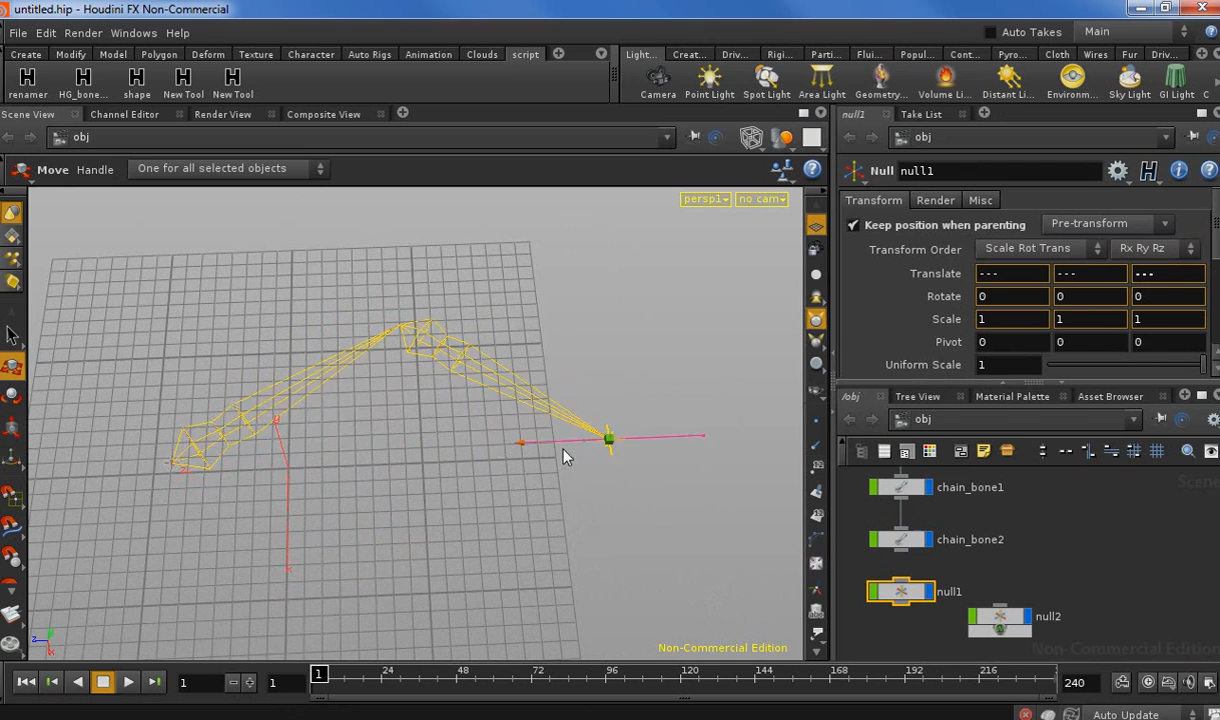 untitled.hip - Houdini FX Non-Commercial
File Edit Render Windows Help
Auto Takes Main
Create Modify Model Polygon Deform Texture Character Auto Rigs Animation Clouds script
Light... Creat... Driv... Rigi... Parti... Flui... Popul... Cont... Pyro... Cloth Wires Fur Driv...
renamer HG_bone... shape New Tool New Tool
Camera Point Light Spot Light Area Light Geometry... Volume Li... Distant Li... Environm... Sky Light GI Light C
Scene View Channel Editor Render View Composite View
null1 Take List
obj
obj
Move Handle One for all selected objects
Null null1
persp1 no cam
Transform Render Misc
Keep position when parenting Pre-transform
Transform Order Scale Rot Trans Rx Ry Rz
Translate --- --- ---
Rotate 0 0 0
Scale 1 1 1
Pivot 0 0 0
Uniform Scale 1
/obj Tree View Material Palette Asset Browser
obj
Scene
chain_bone1
chain_bone2
null1
null2
z y x
Non-Commercial Edition
Non-Commercial Edition
1 1 1 24 48 72 96 120 144 168 192 216 240
Auto Update